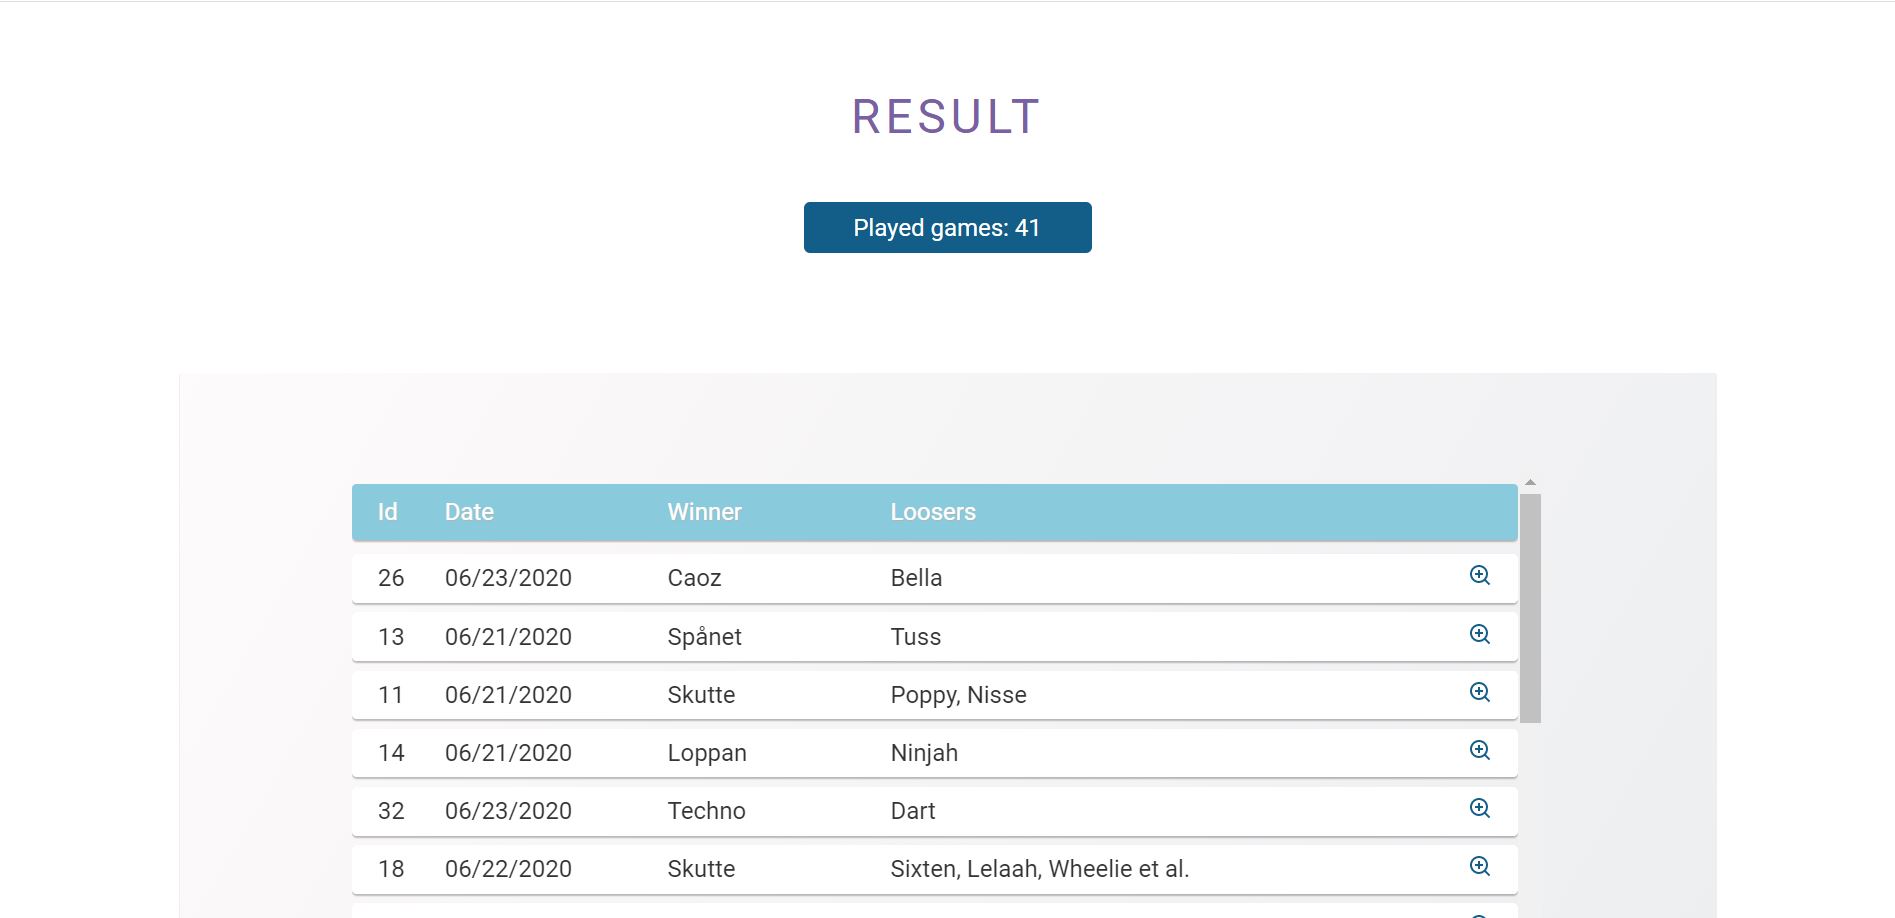 RESULT
Played games: 41
Id Date Winner Loosers
26 06/23/2020 Caoz Bella
13 06/21/2020 Spånet Tuss
11 06/21/2020 Skutte Poppy, Nisse
14 06/21/2020 Loppan Ninjah
32 06/23/2020 Techno Dart
18 06/22/2020 Skutte Sixten, Lelaah, Wheelie et al.